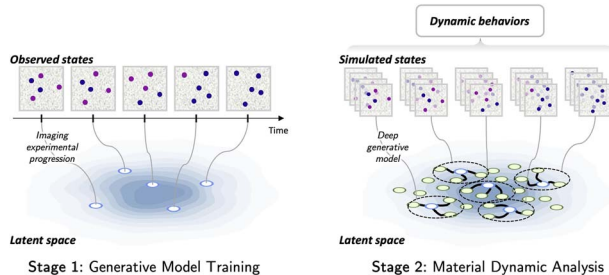 Dynamic behaviors
Observed states
Simulated states
Time
Imaging
experimental
progression
Deep
generative
model
Latent space
Latent space
Stage 1: Generative Model Training
Stage 2: Material Dynamic Analysis